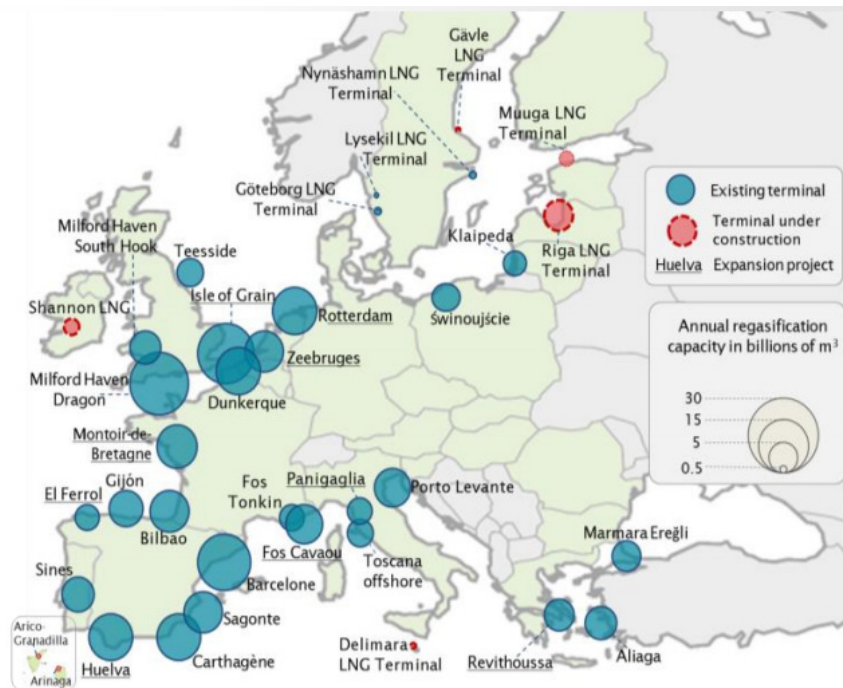 Gävle
LNG
Terminal
Nynäshamn LNG
Terminal
Muuga LNG
Terminal
Lysekil LNG
Terminal
Göteborg LNG
Terminal
Milford Haven
South Hook
Teesside
Klaipeda
Riga LNG
Terminal
Existing terminal
Terminal under
construction
Huelva
Expansion project
Isle of Grain
Shannon LNG
Rotterdam
Świnoujście
Zeebruges
Milford Haven
Dragon
Dunkerque
Annual regasification
capacity in billions of m³
30
15
5
0.5
Montoir-de-
Bretagne
Gijón
El Ferrol
Fos
Tonkin
Panigaglia
Porto Levante
Bilbao
Fos Cavaou
Toscana
offshore
Marmara Ereğli
Sines
Barcelone
Sagonte
Arico-
Granadilla
Arinaga
Huelva
Carthagène
Delimara
LNG Terminal
Revithoussa
Aliaga